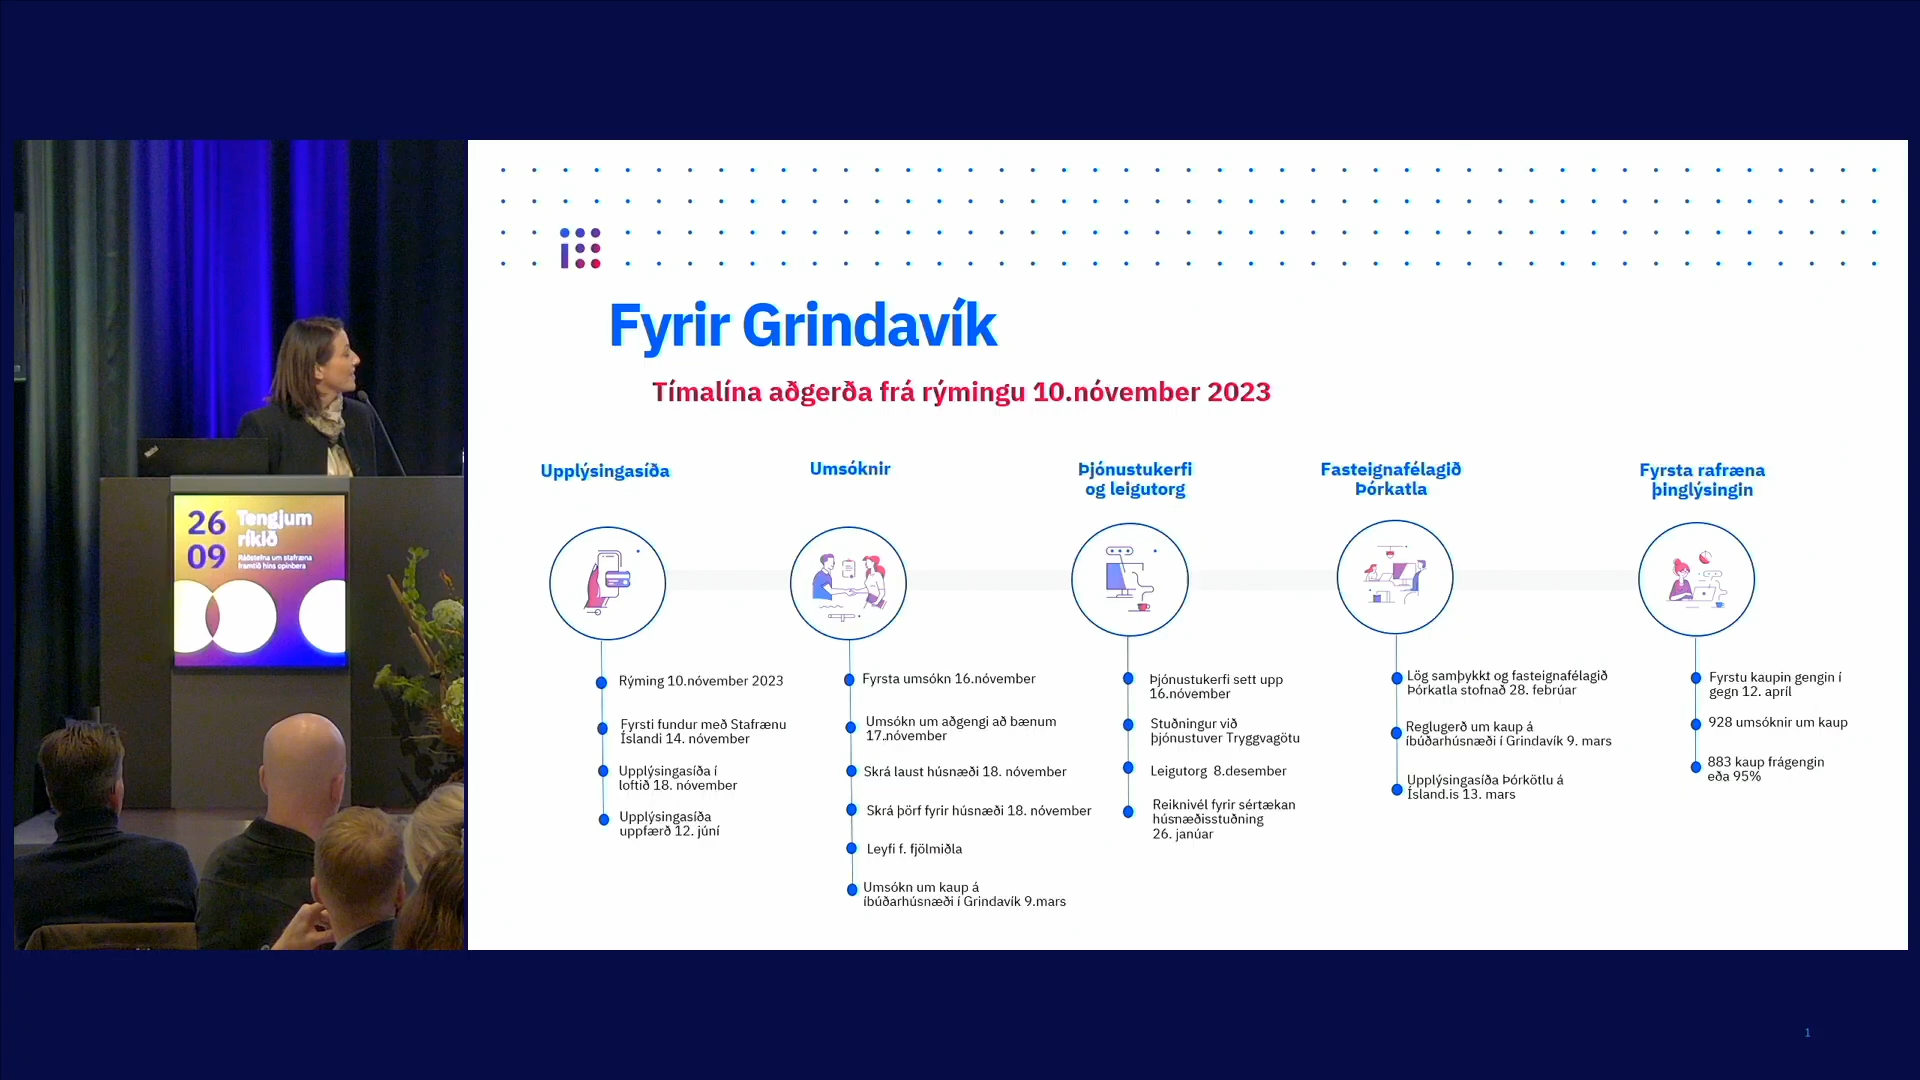 Fyrir Grindavík
Tímalína aðgerða frá rýmingu 10.nóvember 2023
Upplýsingasíða
Rýming 10.nóvember 2023
Fyrsti fundur með Stafrænu
Íslandi 14. nóvember
Upplýsingasíða í
loftið 18. nóvember
Upplýsingasíða
uppfærð 12. júní
Umsóknir
Fyrsta umsókn 16.nóvember
Umsókn um aðgengi að bænum
17.nóvember
Skrá laust húsnæði 18. nóvember
Skrá þörf fyrir húsnæði 18. nóvember
Leyfi f. fjölmiðla
Umsókn um kaup á
íbúðarhúsnæði í Grindavík 9.mars
Þjónustukerfi
og leigutorg
Þjónustukerfi sett upp
16.nóvember
Stuðningur við
þjónustuver Tryggvagötu
Leigutorg 8.desember
Reiknivél fyrir sértækan
húsnæðisstuðning
26. janúar
Fasteignafélagið
Þórkatla
Lög samþykkt og fasteignafélagið
Þórkatla stofnað 28. febrúar
Reglugerð um kaup á
íbúðarhúsnæði í Grindavík 9. mars
Upplýsingasíða Þórkötlu á
Ísland.is 13. mars
Fyrsta rafræna
þinglýsingin
Fyrstu kaupin gengin í
gegn 12. apríl
928 umsóknir um kaup
883 kaup frágengin
eða 95%
26
09
Tengjum
ríkið
Ráðstefna um stafræna
framtíð hins opinbera
1